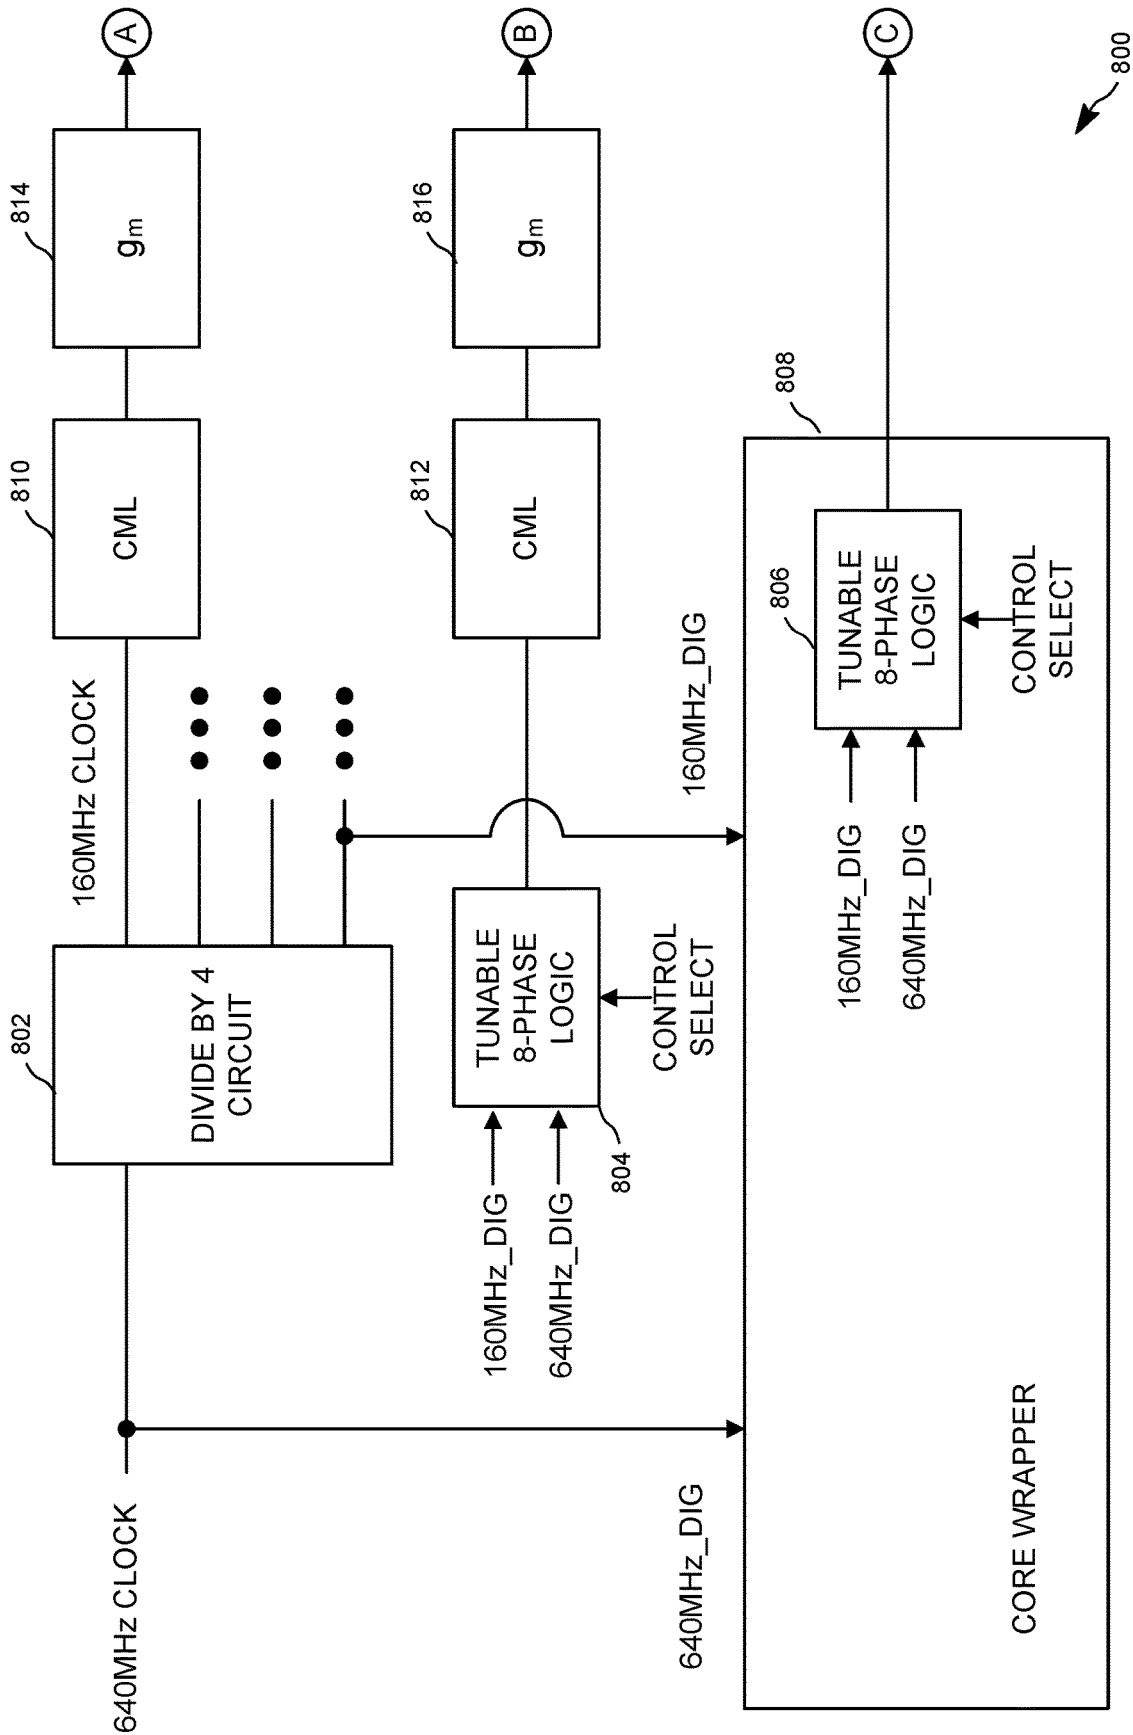 640MHz CLOCK
802
DIVIDE BY 4
CIRCUIT
160MHz CLOCK
810
CML
814
gm
A
160MHz_DIG
640MHz_DIG
804
TUNABLE
8-PHASE
LOGIC
CONTROL
SELECT
812
CML
816
gm
B
640MHz_DIG
160MHz_DIG
808
CORE WRAPPER
160MHz_DIG
640MHz_DIG
806
TUNABLE
8-PHASE
LOGIC
CONTROL
SELECT
C
800